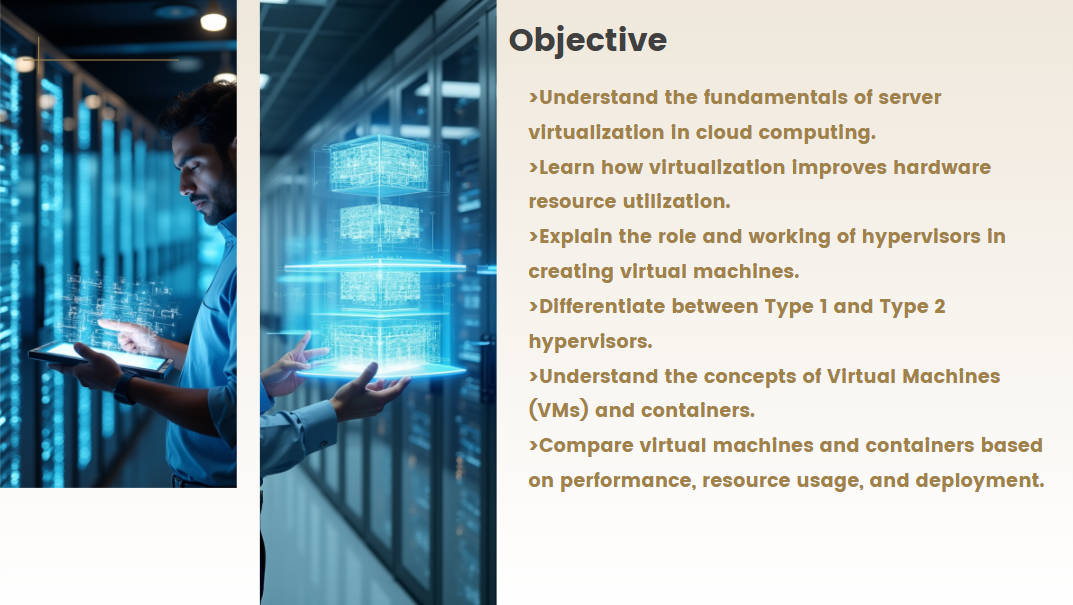 Objective
>Understand the fundamentals of server
virtualization in cloud computing.
>Learn how virtualization improves hardware
resource utilization.
>Explain the role and working of hypervisors in
creating virtual machines.
>Differentiate between Type 1 and Type 2
hypervisors.
>Understand the concepts of Virtual Machines
(VMs) and containers.
>Compare virtual machines and containers based
on performance, resource usage, and deployment.